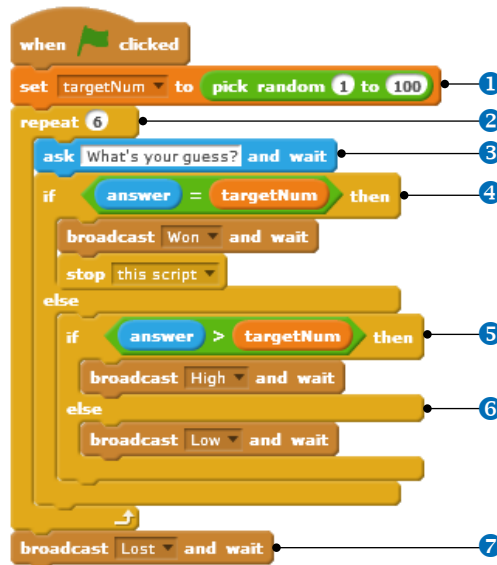 when clicked
set targetNum to pick random 1 to 100 1
repeat 6 2
ask What's your guess? and wait 3
if answer = targetNum then 4
broadcast Won and wait
stop this script
else
if answer > targetNum then 5
broadcast High and wait
else 6
broadcast Low and wait
broadcast Lost and wait 7